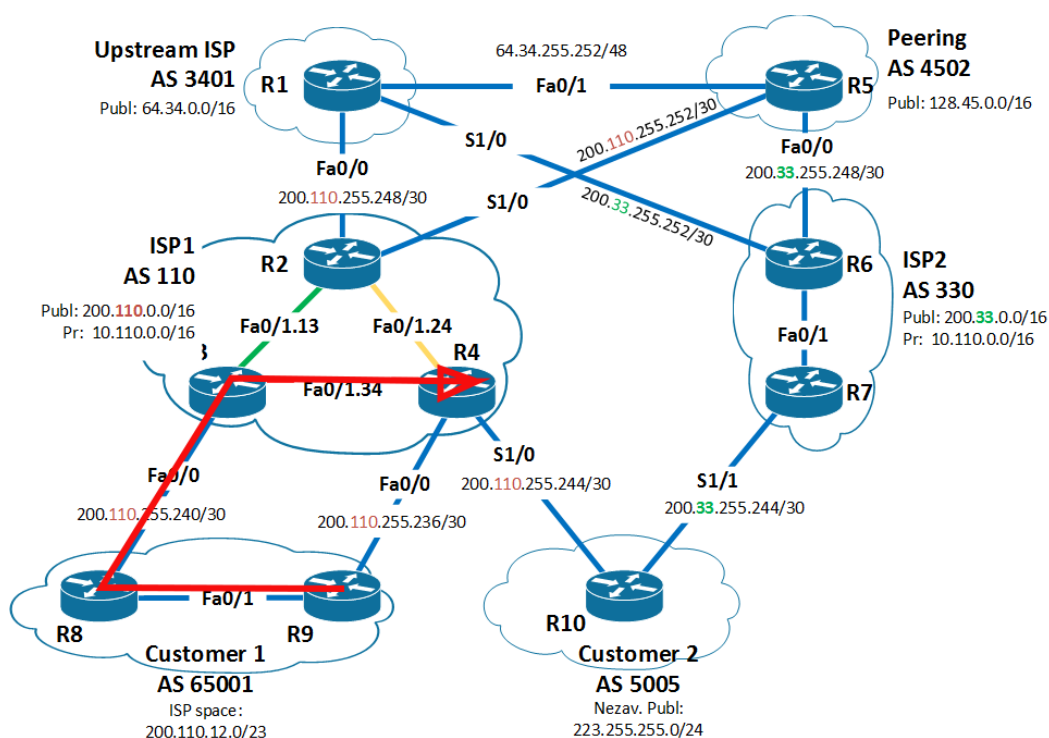 Upstream ISP
AS 3401
Publ: 64.34.0.0/16
R1
64.34.255.252/48
Fa0/1
Peering
AS 4502
Publ: 128.45.0.0/16
R5
Fa0/0
200.110.255.248/30
S1/0
200.110.255.252/30
S1/0
200.33.255.252/30
Fa0/0
200.33.255.248/30
ISP1
AS 110
Publ: 200.110.0.0/16
Pr: 10.110.0.0/16
R2
R6
ISP2
AS 330
Publ: 200.33.0.0/16
Pr: 10.110.0.0/16
Fa0/1.13
Fa0/1.24
Fa0/1
3
Fa0/1.34
R4
R7
Fa0/0
200.110.255.240/30
Fa0/0
200.110.255.236/30
S1/0
200.110.255.244/30
S1/1
200.33.255.244/30
R8
Fa0/1
R9
R10
Customer 1
AS 65001
ISP space:
200.110.12.0/23
Customer 2
AS 5005
Nezav. Publ:
223.255.255.0/24